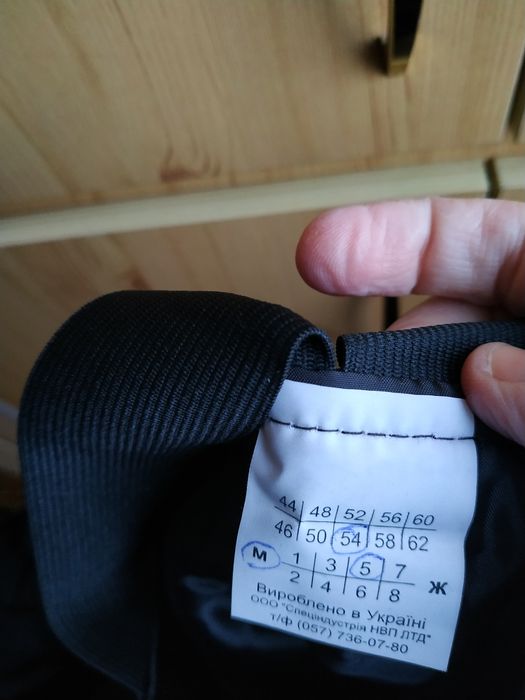 44 48 52 56 60
46 50 54 58 62
М 1 3 5 7
2 4 6 8 Ж
Вироблено в Україні
ООО "Спеціндустрія НВП ЛТД"
т/ф (057) 736-07-80